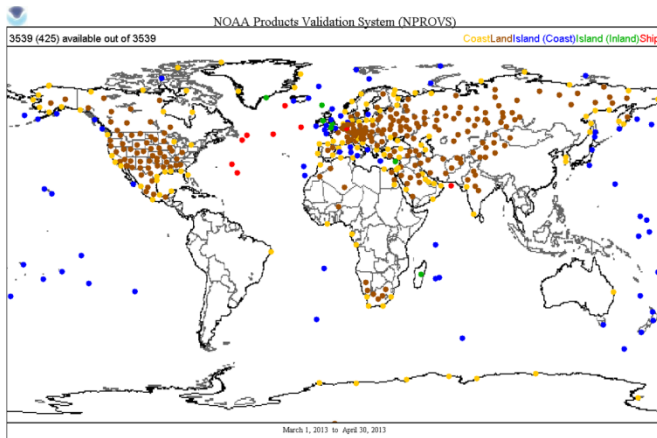 NOAA Products Validation System (NPROVS)
3539 (425) available out of 3539 CoastLandIsland (Coast)Island (Inland)Ship
March 1, 2013 to April 30, 2013